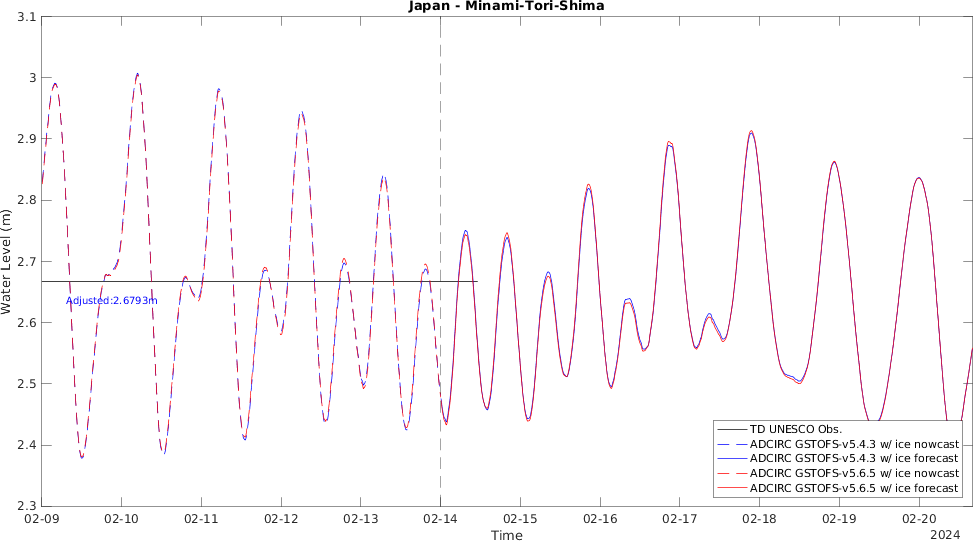 Japan - Minami-Tori-Shima
Water Level (m)
3.1
3
2.9
2.8
2.7
2.6
2.5
2.4
2.3
Adjusted:2.6793m
TD UNESCO Obs.
ADCIRC GSTOFS-v5.4.3 w/ ice nowcast
ADCIRC GSTOFS-v5.4.3 w/ ice forecast
ADCIRC GSTOFS-v5.6.5 w/ ice nowcast
ADCIRC GSTOFS-v5.6.5 w/ ice forecast
02-09 02-10 02-11 02-12 02-13 02-14 02-15 02-16 02-17 02-18 02-19 02-20
Time
2024